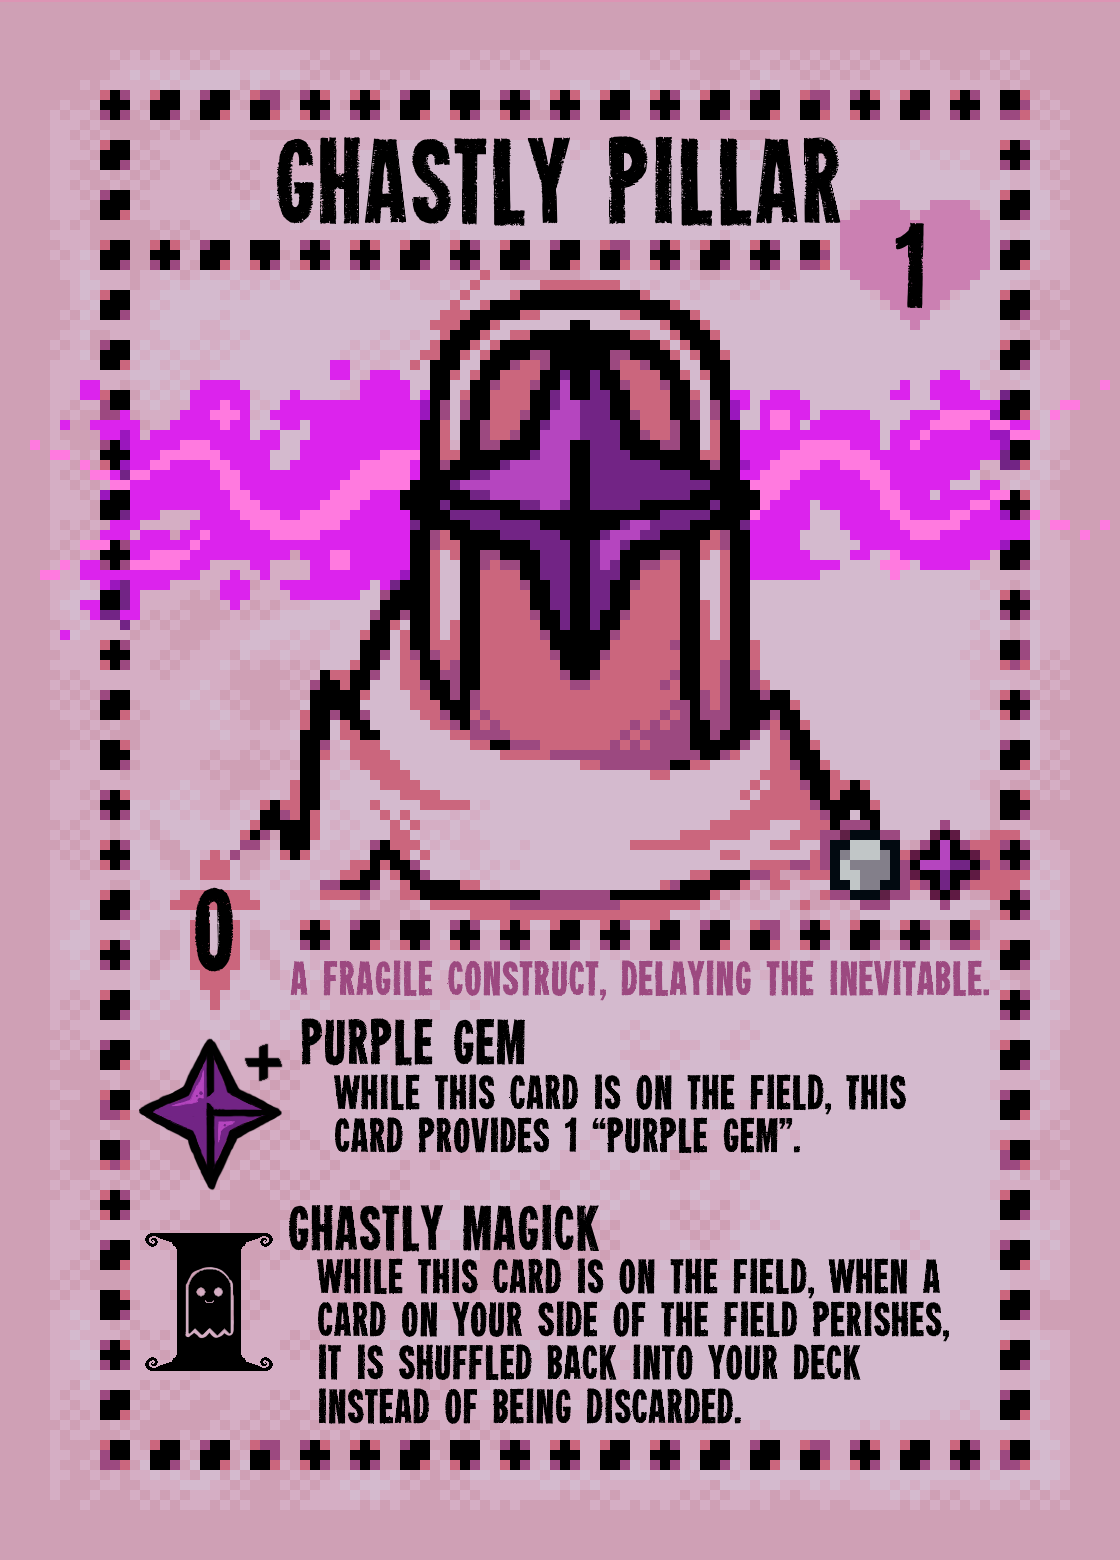 GHASTLY PILLAR
1
0
A FRAGILE CONSTRUCT, DELAYING THE INEVITABLE.
PURPLE GEM
WHILE THIS CARD IS ON THE FIELD, THIS
CARD PROVIDES 1 “PURPLE GEM”.
GHASTLY MAGICK
WHILE THIS CARD IS ON THE FIELD, WHEN A
CARD ON YOUR SIDE OF THE FIELD PERISHES,
IT IS SHUFFLED BACK INTO YOUR DECK
INSTEAD OF BEING DISCARDED.